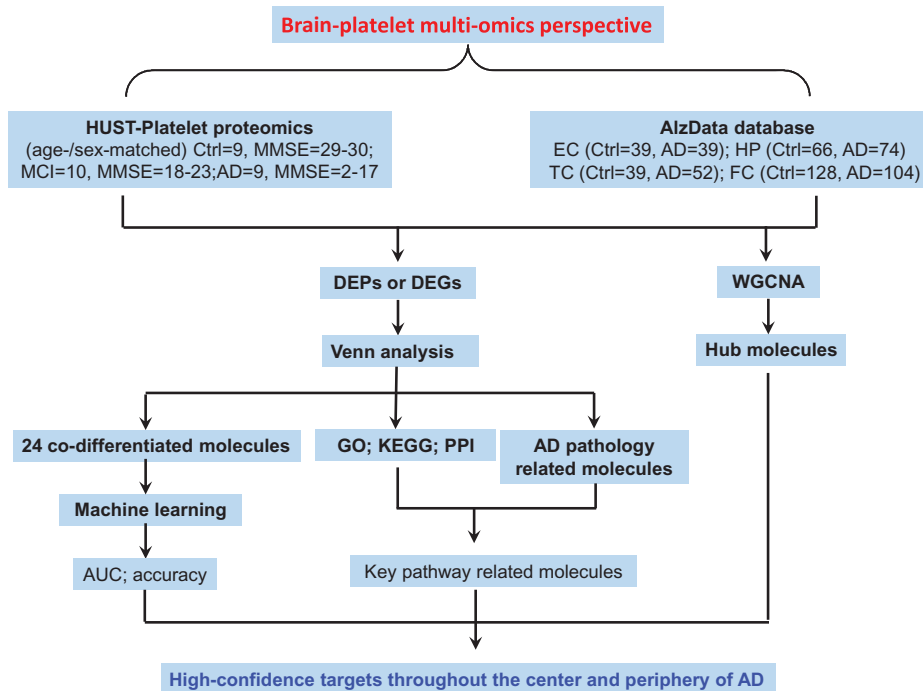 Brain-platelet multi-omics perspective
HUST-Platelet proteomics
(age-/sex-matched) Ctrl=9, MMSE=29-30;
MCI=10, MMSE=18-23;AD=9, MMSE=2-17
AlzData database
EC (Ctrl=39, AD=39); HP (Ctrl=66, AD=74)
TC (Ctrl=39, AD=52); FC (Ctrl=128, AD=104)
DEPs or DEGs
WGCNA
Venn analysis
Hub molecules
24 co-differentiated molecules
GO; KEGG; PPI
AD pathology
related molecules
Machine learning
AUC; accuracy
Key pathway related molecules
High-confidence targets throughout the center and periphery of AD